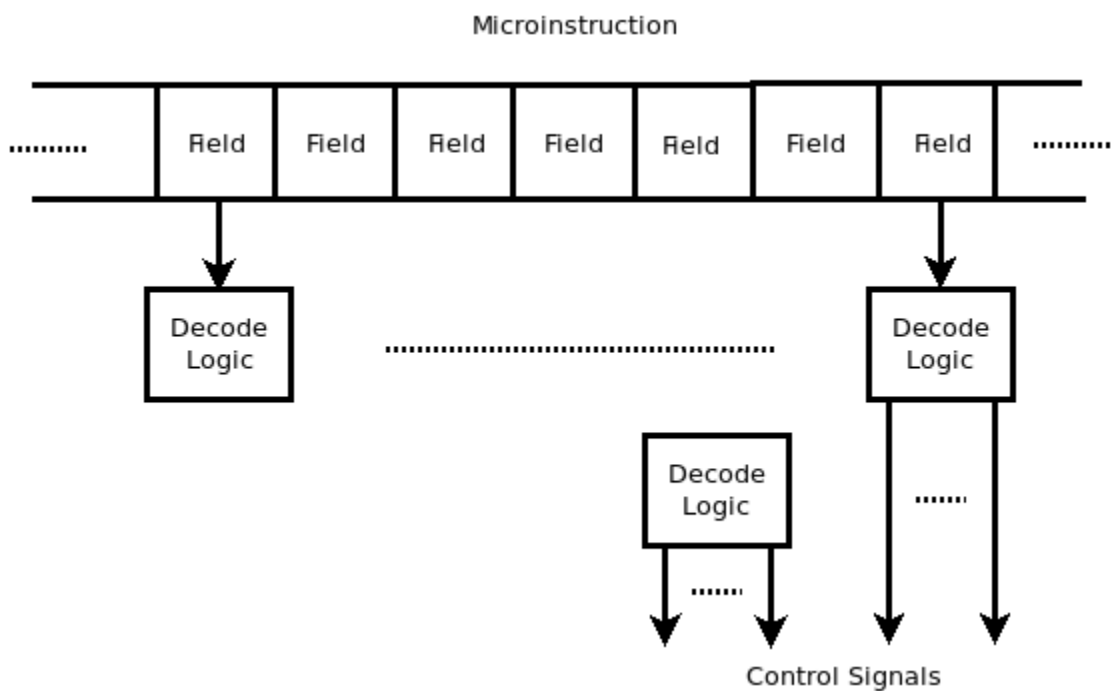 Microinstruction
Field Field Field Field Field Field Field
Decode
Logic
Decode
Logic
Decode
Logic
Control Signals